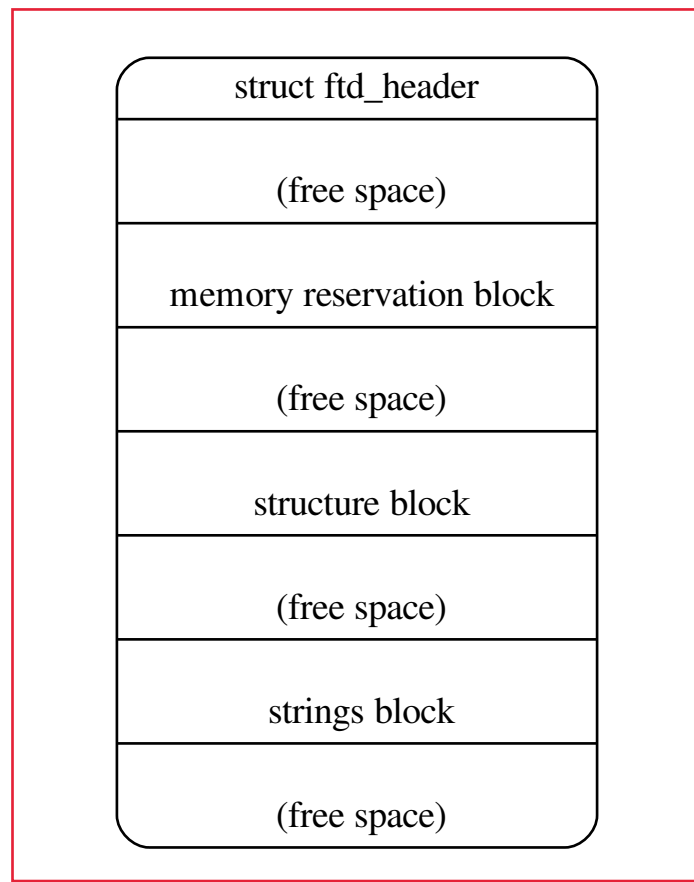 struct ftd_header
(free space)
memory reservation block
(free space)
structure block
(free space)
strings block
(free space)